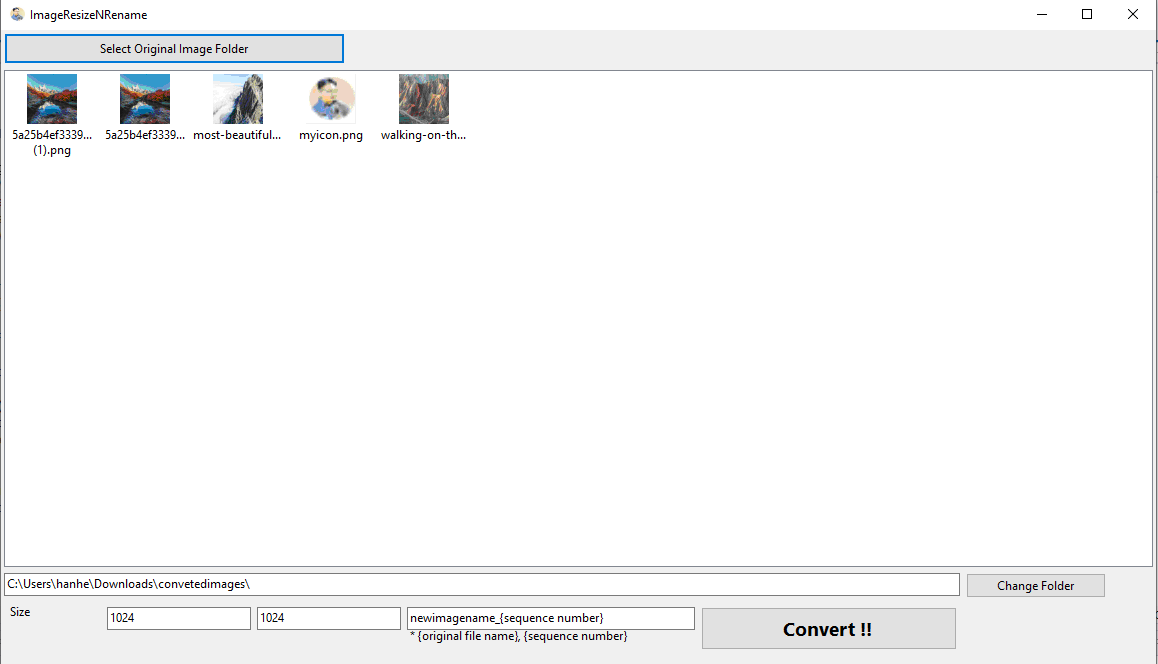 ImageResizeNRename
Select Original Image Folder
5a25b4ef3339...
(1).png
5a25b4ef3339...
most-beautiful...
myicon.png
walking-on-th...
C:\Users\hanhe\Downloads\convetedimages\
Change Folder
Size
1024
1024
newimagename_{sequence number}
* {original file name}, {sequence number}
Convert !!